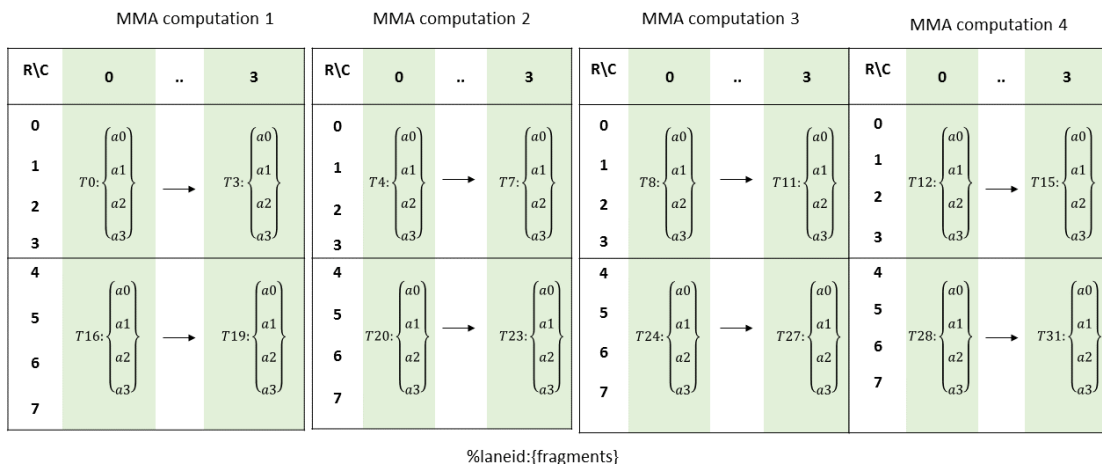 MMA computation 1 MMA computation 2 MMA computation 3 MMA computation 4
R\C 0 .. 3 R\C 0 .. 3 R\C 0 .. 3 R\C 0 .. 3
0 a0 a0 0 a0 a0 0 a0 a0 0 a0 a0
1 a1 a1 1 a1 a1 1 a1 a1 1 a1 a1
T0: → T3: T4: → T7: T8: → T11: T12: → T15:
2 a2 a2 2 a2 a2 2 a2 a2 2 a2 a2
3 a3 a3 3 a3 a3 3 a3 a3 3 a3 a3
4 a0 a0 4 a0 a0 4 a0 a0 4 a0 a0
5 a1 a1 5 a1 a1 5 a1 a1 5 a1 a1
T16: → T19: T20: → T23: T24: → T27: T28: → T31:
6 a2 a2 6 a2 a2 6 a2 a2 6 a2 a2
7 a3 a3 7 a3 a3 7 a3 a3 7 a3 a3
%laneid:{fragments}